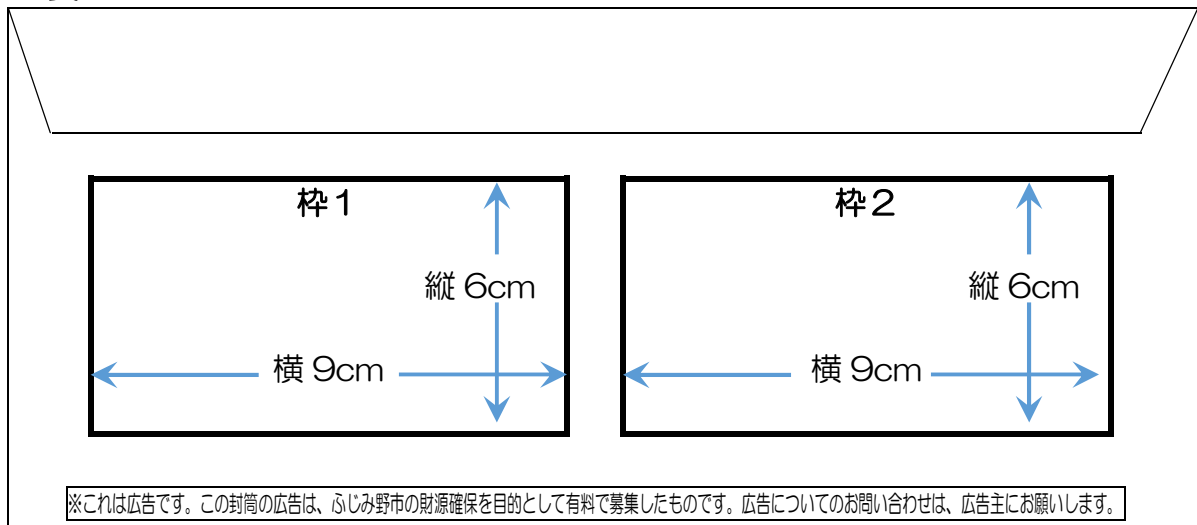 枠1
枠2
縦 6cm
縦 6cm
横 9cm
横 9cm
※これは広告です。この封筒の広告は、ふじみ野市の財源確保を目的として有料で募集したものです。広告についてのお問い合わせは、広告主にお願いします。